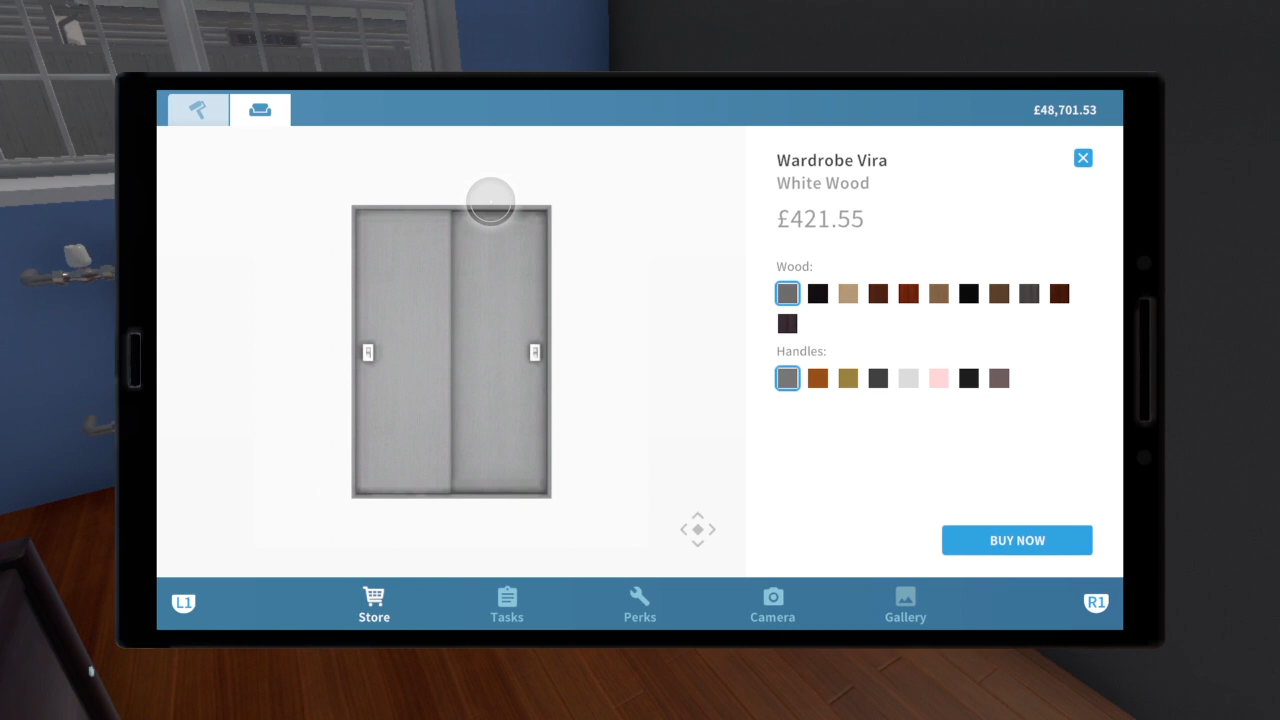 £48,701.53
Wardrobe Vira
White Wood
£421.55
Wood:
Handles:
BUY NOW
L1
Store
Tasks
Perks
Camera
Gallery
R1